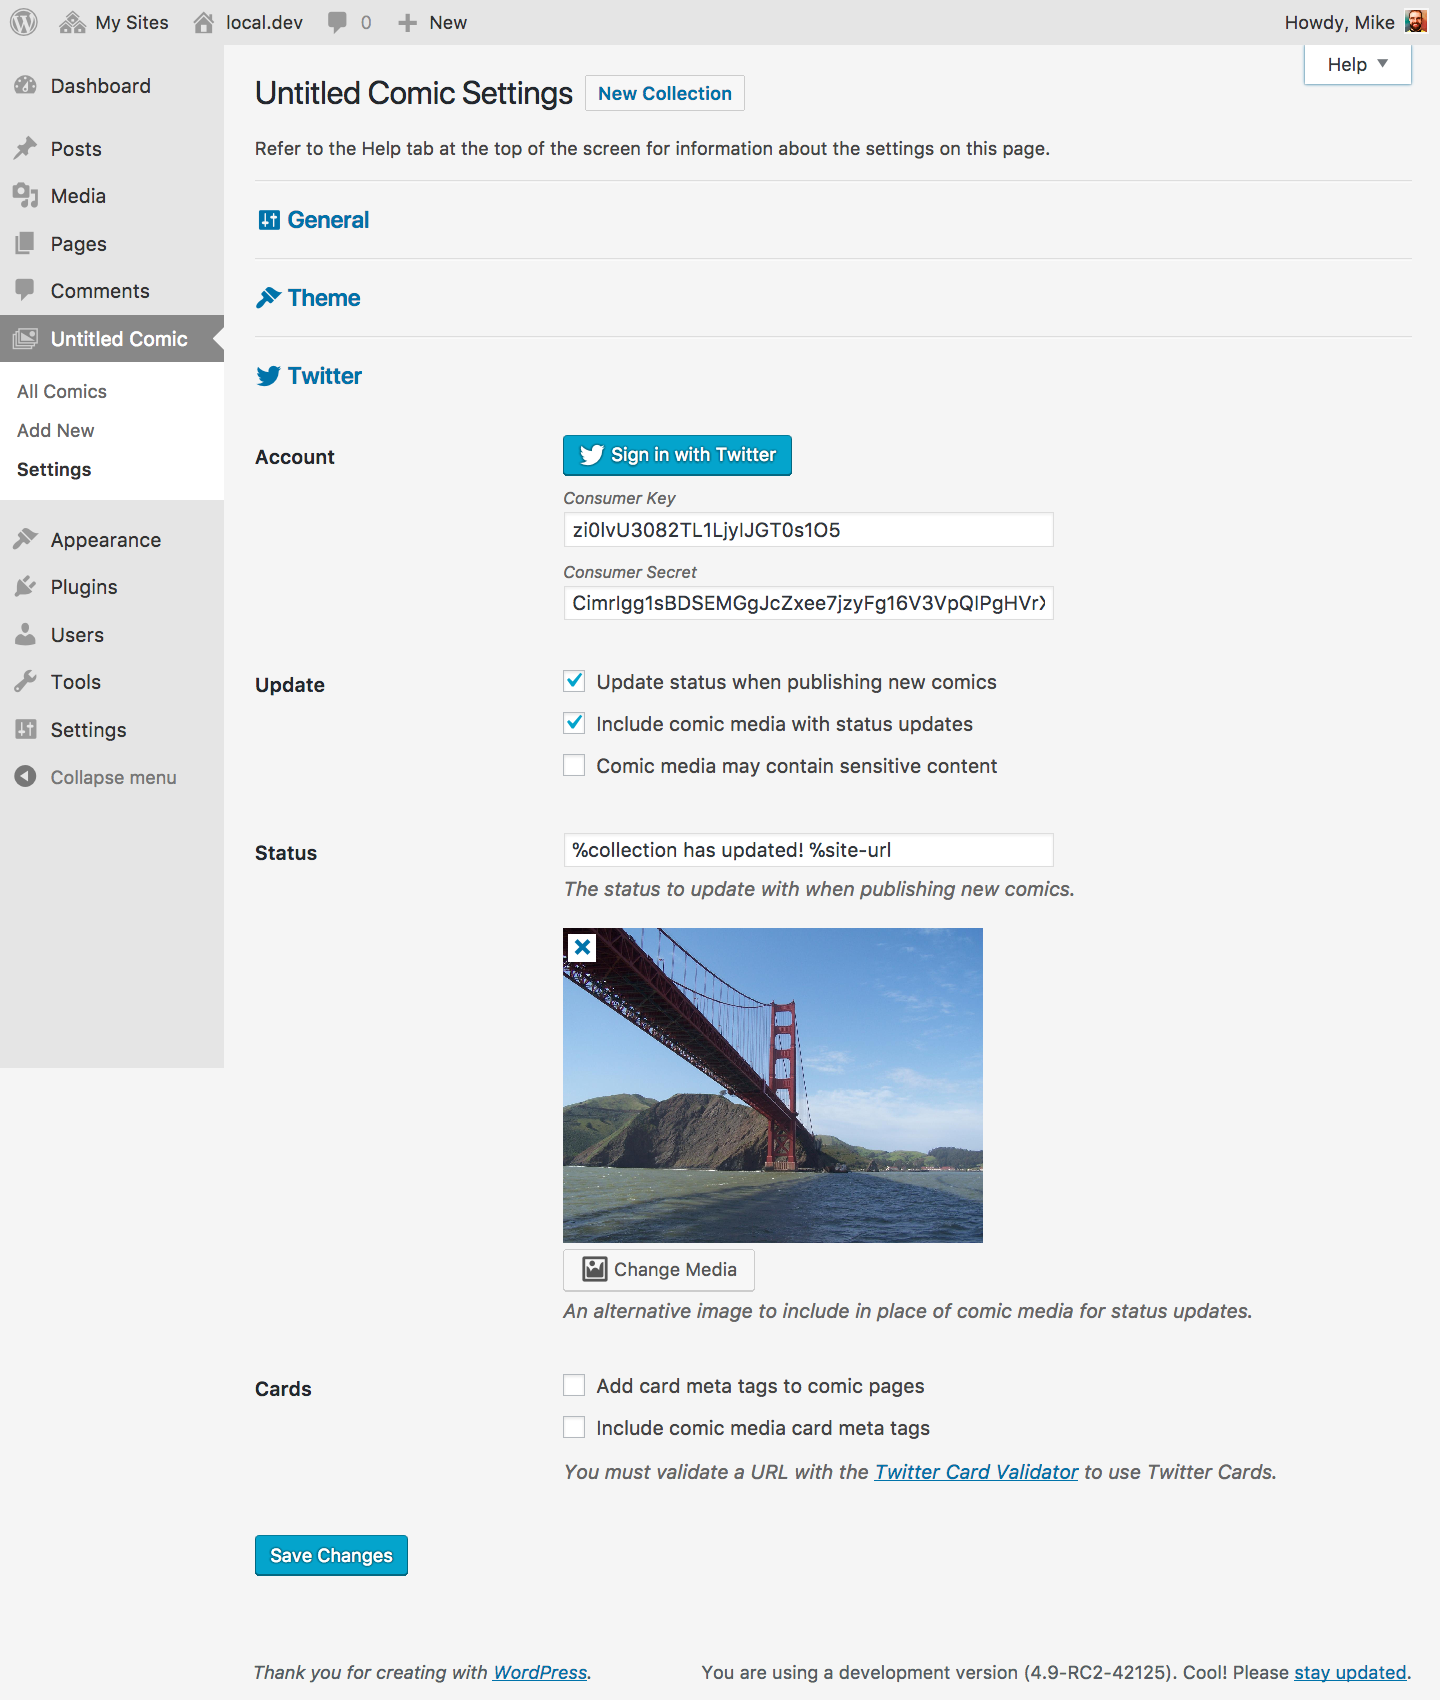 My Sites local.dev 0 New Howdy, Mike
Help
Dashboard
Posts
Media
Pages
Comments
Untitled Comic
All Comics
Add New
Settings
Appearance
Plugins
Users
Tools
Settings
Collapse menu
Untitled Comic Settings New Collection
Refer to the Help tab at the top of the screen for information about the settings on this page.
General
Theme
Twitter
Account
Sign in with Twitter
Consumer Key
zi0lvU3082TL1LjylJGT0s1O5
Consumer Secret
Cimrlgg1sBDSEMGgJcZxee7jzyFg16V3VpQlPgHVrX
Update
Update status when publishing new comics
Include comic media with status updates
Comic media may contain sensitive content
Status
%collection has updated! %site-url
The status to update with when publishing new comics.
Change Media
An alternative image to include in place of comic media for status updates.
Cards
Add card meta tags to comic pages
Include comic media card meta tags
You must validate a URL with the Twitter Card Validator to use Twitter Cards.
Save Changes
Thank you for creating with WordPress.
You are using a development version (4.9-RC2-42125). Cool! Please stay updated.